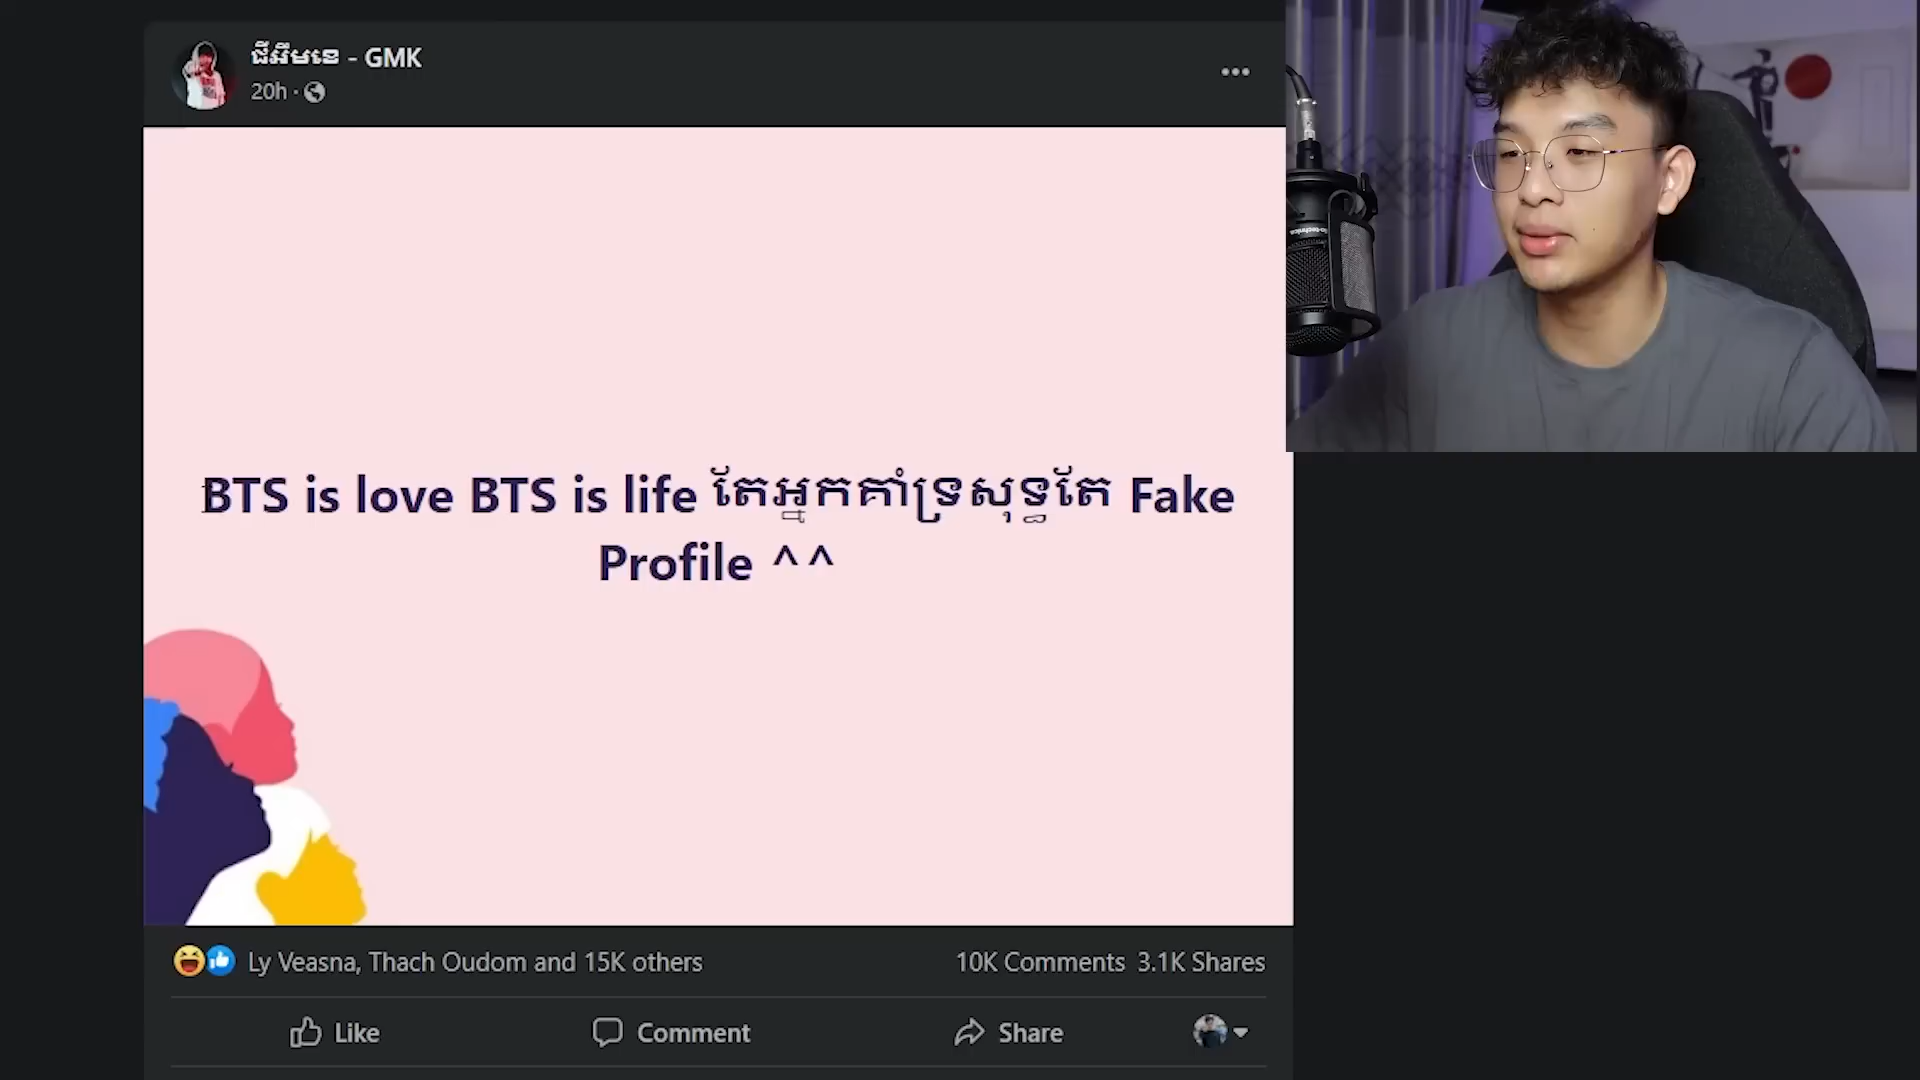 ជីអឹមខេ - GMK
20h
BTS is love BTS is life តែអ្នកគាំទ្រសុទ្ធតែ Fake
Profile ^^
Ly Veasna, Thach Oudom and 15K others
10K Comments 3.1K Shares
Like
Comment
Share